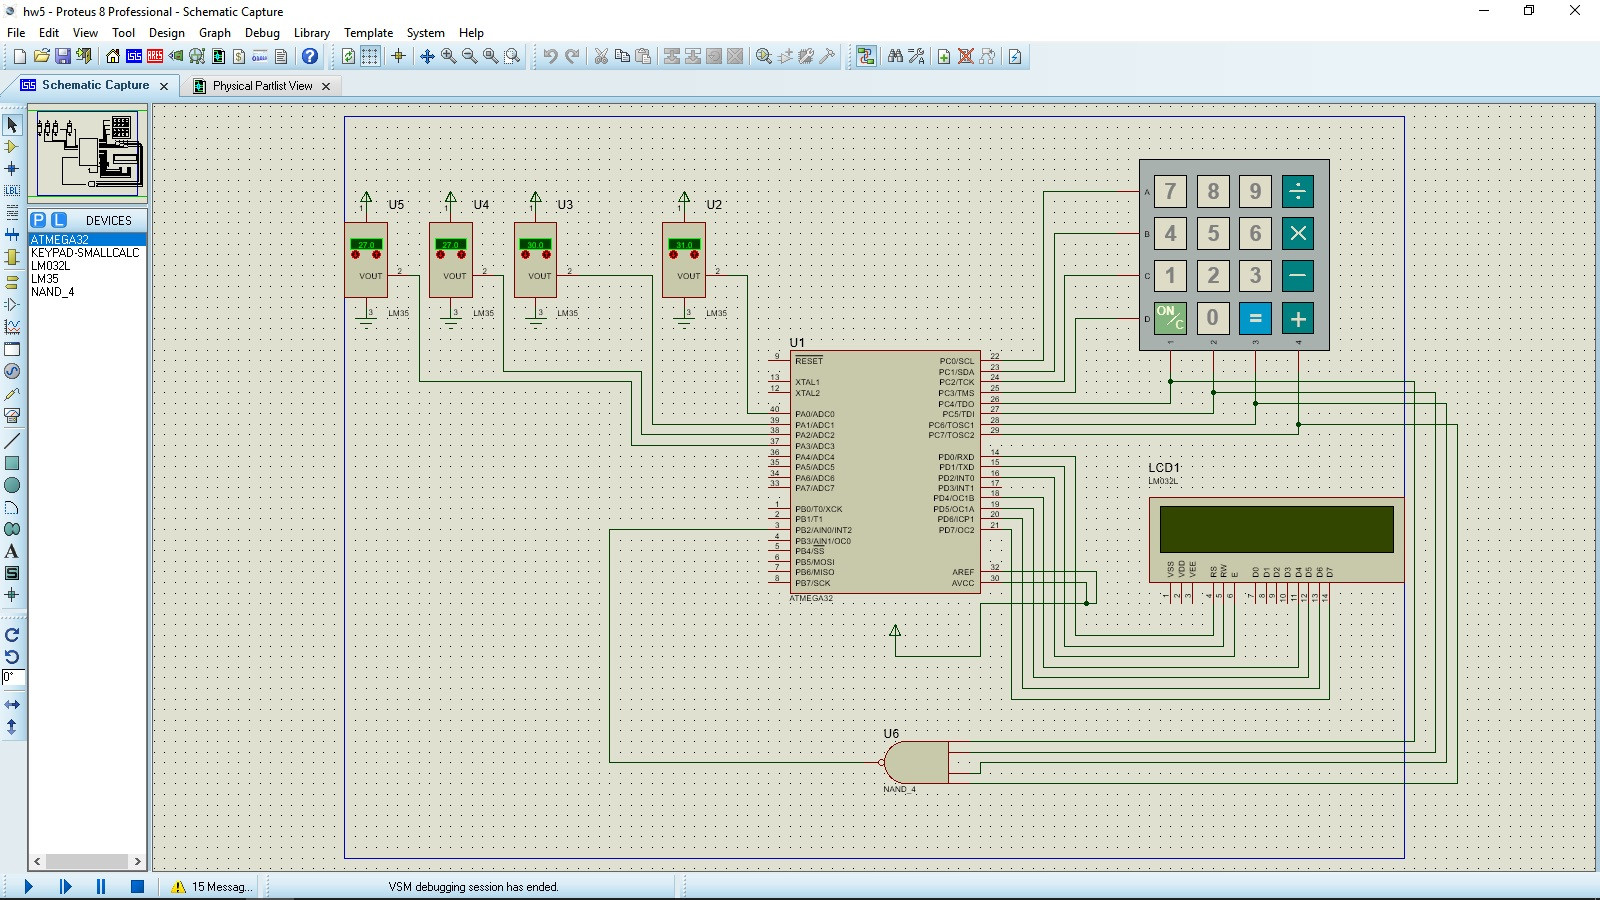 hw5 - Proteus 8 Professional - Schematic Capture
File Edit View Tool Design Graph Debug Library Template System Help
Schematic Capture
Physical Partlist View
P L DEVICES
ATMEGA32
KEYPAD-SMALLCALC
LM032L
LM35
NAND_4
LBL
A
S
0°
U5
1
27.0
VOUT 2
3
LM35
U4
1
27.0
VOUT 2
3
LM35
U3
1
30.0
VOUT 2
3
LM35
U2
1
31.0
VOUT 2
3
LM35
7 8 9 ÷
4 5 6 ×
1 2 3 −
ON/C 0 = +
A
B
C
D
1 2 3 4
U1
9 RESET
13 XTAL1
12 XTAL2
40 PA0/ADC0
39 PA1/ADC1
38 PA2/ADC2
37 PA3/ADC3
36 PA4/ADC4
35 PA5/ADC5
34 PA6/ADC6
33 PA7/ADC7
1 PB0/T0/XCK
2 PB1/T1
3 PB2/AIN0/INT2
4 PB3/AIN1/OC0
5 PB4/SS
6 PB5/MOSI
7 PB6/MISO
8 PB7/SCK
PC0/SCL 22
PC1/SDA 23
PC2/TCK 24
PC3/TMS 25
PC4/TDO 26
PC5/TDI 27
PC6/TOSC1 28
PC7/TOSC2 29
PD0/RXD 14
PD1/TXD 15
PD2/INT0 16
PD3/INT1 17
PD4/OC1B 18
PD5/OC1A 19
PD6/ICP1 20
PD7/OC2 21
AREF 32
AVCC 30
ATMEGA32
LCD1
LM032L
VSS VDD VEE RS RW E D0 D1 D2 D3 D4 D5 D6 D7
1 2 3 4 5 6 7 8 9 10 11 12 13 14
U6
NAND_4
15 Messag...
VSM debugging session has ended.